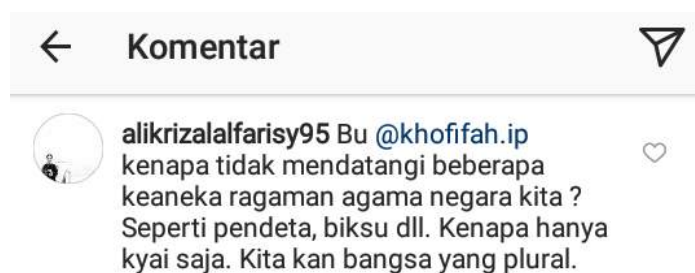 Komentar
alikrizalalfarisy95 Bu @khofifah.ip
kenapa tidak mendatangi beberapa
keaneka ragaman agama negara kita ?
Seperti pendeta, biksu dll. Kenapa hanya
kyai saja. Kita kan bangsa yang plural.